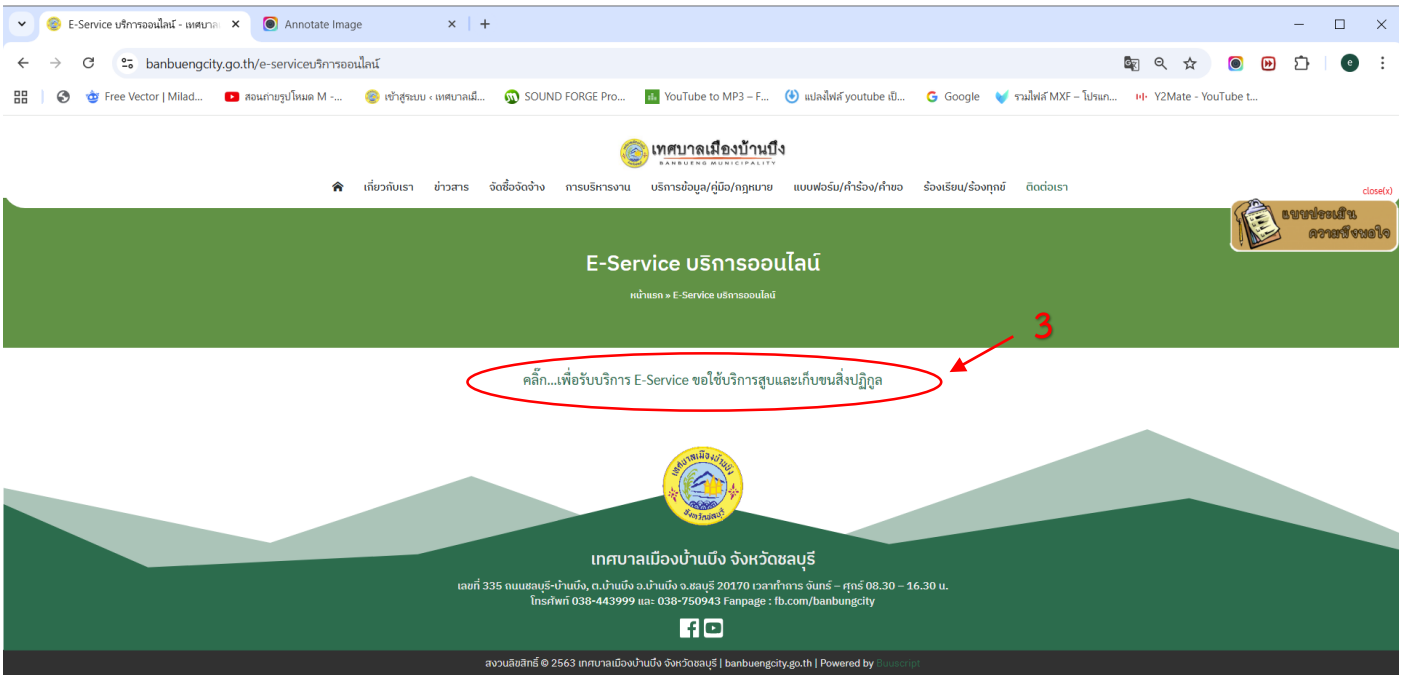 E-Service บริการออนไลน์ - เทศบาล
Annotate Image
banbuengcity.go.th/e-serviceบริการออนไลน์
Free Vector | Milad...
สอนถ่ายรูปโหมด M -...
เข้าสู่ระบบ ‹ เทศบาลเมื...
SOUND FORGE Pro...
YouTube to MP3 – F...
แปลงไฟล์ youtube เป็...
Google
รวมไฟล์ MXF – โปรแก...
Y2Mate - YouTube t...
เทศบาลเมืองบ้านบึง
BANBUENG MUNICIPALITY
เกี่ยวกับเรา ข่าวสาร จัดซื้อจัดจ้าง การบริหารงาน บริการข้อมูล/คู่มือ/กฎหมาย แบบฟอร์ม/คำร้อง/คำขอ ร้องเรียน/ร้องทุกข์ ติดต่อเรา
close(x)
แบบประเมิน
ความพึงพอใจ
E-Service บริการออนไลน์
หน้าแรก » E-Service บริการออนไลน์
3
คลิ๊ก...เพื่อรับบริการ E-Service ขอใช้บริการสูบและเก็บขนสิ่งปฏิกูล
เทศบาลเมืองบ้านบึง
จังหวัดชลบุรี
เทศบาลเมืองบ้านบึง จังหวัดชลบุรี
เลขที่ 335 ถนนชลบุรี-บ้านบึง, ต.บ้านบึง อ.บ้านบึง จ.ชลบุรี 20170 เวลาทำการ จันทร์ – ศุกร์ 08.30 – 16.30 น.
โทรศัพท์ 038-443999 และ 038-750943 Fanpage : fb.com/banbungcity
สงวนลิขสิทธิ์ © 2563 เทศบาลเมืองบ้านบึง จังหวัดชลบุรี | banbuengcity.go.th | Powered by Buuscript